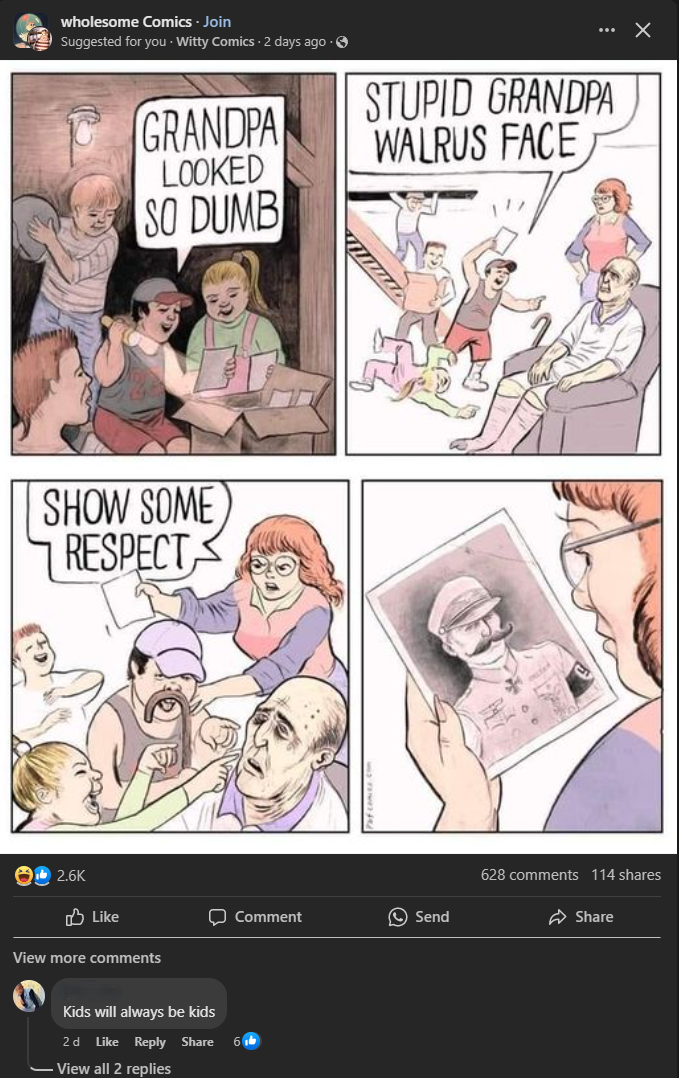 wholesome Comics · Join
Suggested for you · Witty Comics · 2 days ago ·
GRANDPA
LOOKED
SO DUMB
STUPID GRANDPA
WALRUS FACE
SHOW SOME
RESPECT
2.6K
628 comments 114 shares
Like Comment Send Share
View more comments
Kids will always be kids
2 d Like Reply Share 6
View all 2 replies